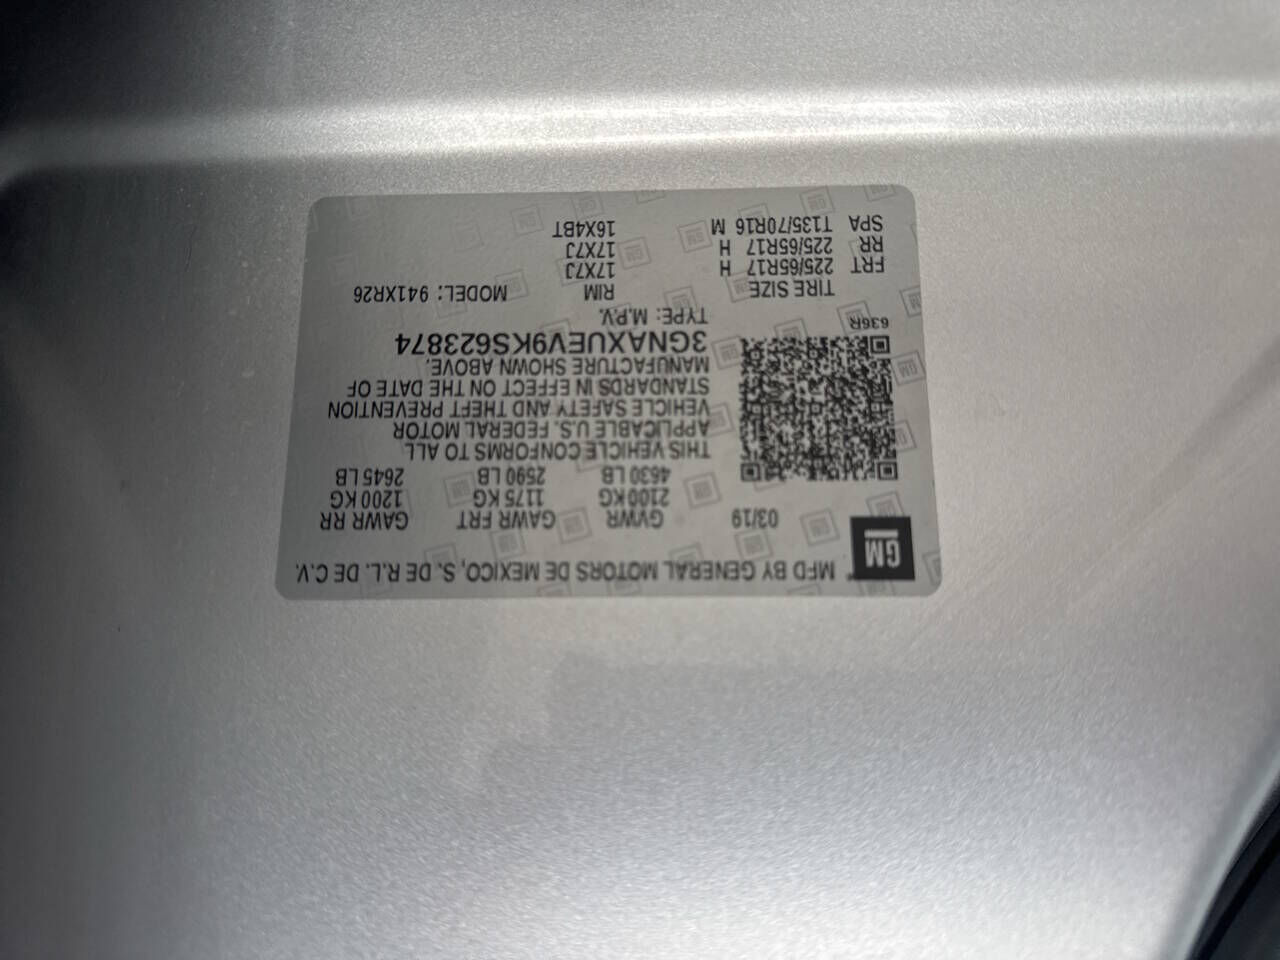 GM MFD BY GENERAL MOTORS DE MEXICO, S. DE R.L. DE C.V.
03/19 GVWR GAWR FRT GAWR RR
2100 KG 1175 KG 1200 KG
4630 LB 2590 LB 2645 LB
THIS VEHICLE CONFORMS TO ALL
APPLICABLE U.S. FEDERAL MOTOR
VEHICLE SAFETY AND THEFT PREVENTION
STANDARDS IN EFFECT ON THE DATE OF
MANUFACTURE SHOWN ABOVE.
3GNAXUEV9KS623874
636R TYPE: M.P.V.
TIRE SIZE RIM MODEL: 941XR26
FRT 225/65R17 H 17X7J
RR 225/65R17 H 17X7J
SPA T135/70R16 M 16X4BT